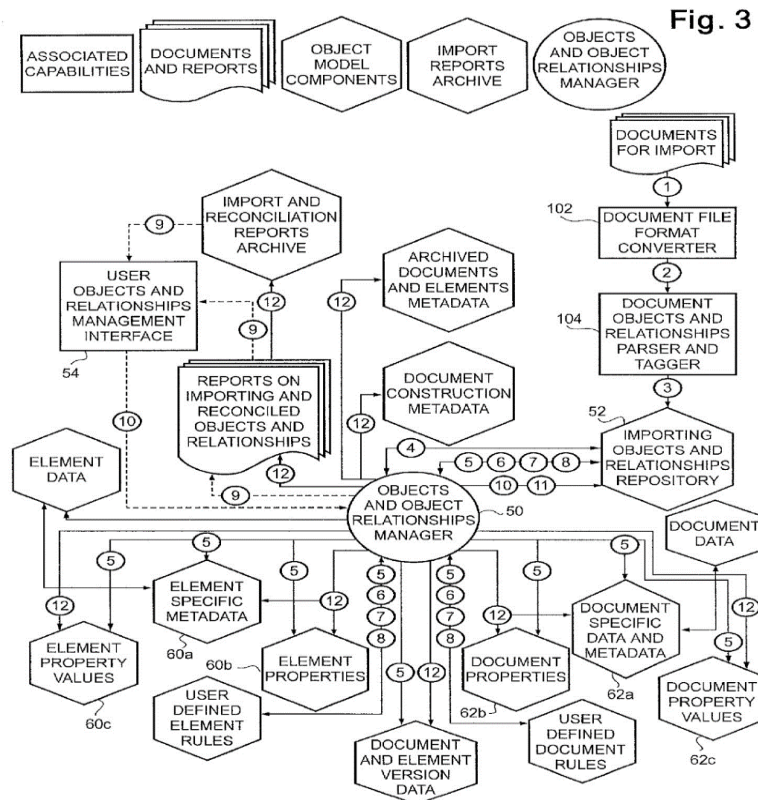 Fig. 3
ASSOCIATED
CAPABILITIES
DOCUMENTS
AND REPORTS
OBJECT
MODEL
COMPONENTS
IMPORT
REPORTS
ARCHIVE
OBJECTS
AND OBJECT
RELATIONSHIPS
MANAGER
DOCUMENTS
FOR IMPORT
1
102
DOCUMENT FILE
FORMAT
CONVERTER
2
104
DOCUMENT
OBJECTS AND
RELATIONSHIPS
PARSER AND
TAGGER
3
52
IMPORTING
OBJECTS AND
RELATIONSHIPS
REPOSITORY
IMPORT AND
RECONCILIATION
REPORTS
ARCHIVE
9
USER
OBJECTS AND
RELATIONSHIPS
MANAGEMENT
INTERFACE
54
12
9
12
ARCHIVED
DOCUMENTS
AND ELEMENTS
METADATA
REPORTS ON
IMPORTING AND
RECONCILED
OBJECTS AND
RELATIONSHIPS
12
DOCUMENT
CONSTRUCTION
METADATA
10
12
9
4
5 6 7 8
10 11
ELEMENT
DATA
OBJECTS
AND OBJECT
RELATIONSHIPS
MANAGER
50
DOCUMENT
DATA
5
5
5
5
5
5
5
5
12
12
12
12
12
5
6
7
8
5
6
7
8
ELEMENT
SPECIFIC
METADATA
60a
ELEMENT
PROPERTY
VALUES
60c
ELEMENT
PROPERTIES
60b
USER
DEFINED
ELEMENT
RULES
DOCUMENT
AND ELEMENT
VERSION
DATA
DOCUMENT
PROPERTIES
62b
DOCUMENT
SPECIFIC
DATA AND
METADATA
62a
USER
DEFINED
DOCUMENT
RULES
DOCUMENT
PROPERTY
VALUES
62c